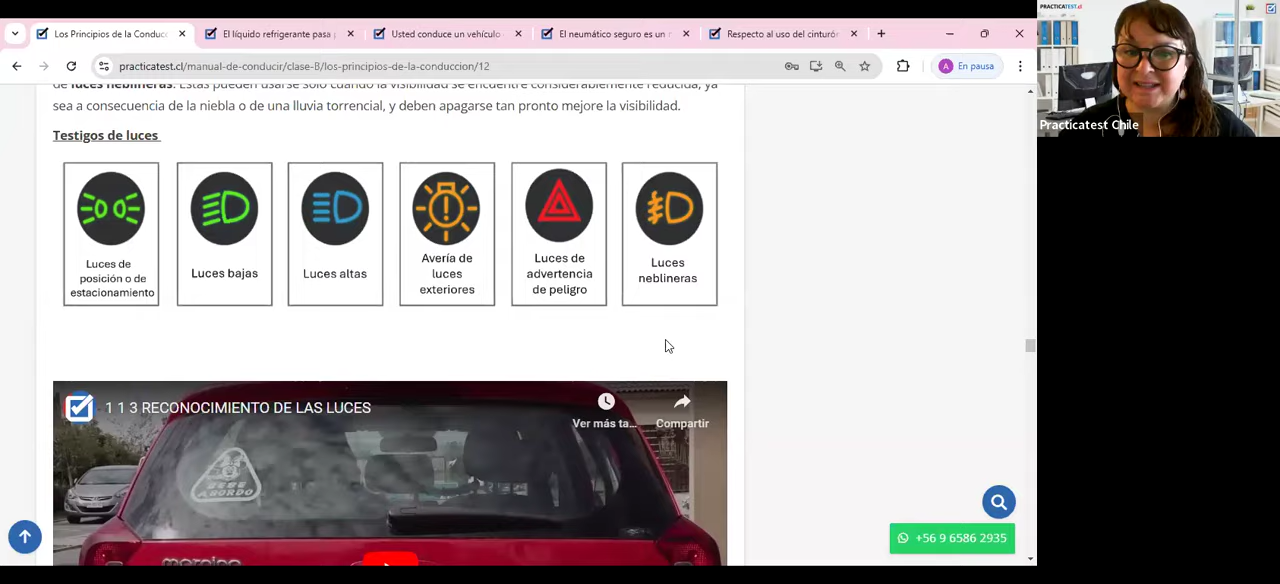 Los Principios de la Conduc
El líquido refrigerante pasa
Usted conduce un vehículo
El neumático seguro es un
Respecto al uso del cinturón
practicatest.cl/manual-de-conducir/clase-B/los-principios-de-la-conduccion/12
A En pausa
PRACTICATEST.cl
Practicatest Chile
de luces neblineras. Estas pueden usarse sólo cuando la visibilidad se encuentre considerablemente reducida, ya
sea a consecuencia de la niebla o de una lluvia torrencial, y deben apagarse tan pronto mejore la visibilidad.
Testigos de luces
Luces de
posición o de
estacionamiento
Luces bajas
Luces altas
Avería de
luces
exteriores
Luces de
advertencia
de peligro
Luces
neblineras
1 1 3 RECONOCIMIENTO DE LAS LUCES
Ver más ta...
Compartir
BEBE
A BORDO
morning
+56 9 6586 2935